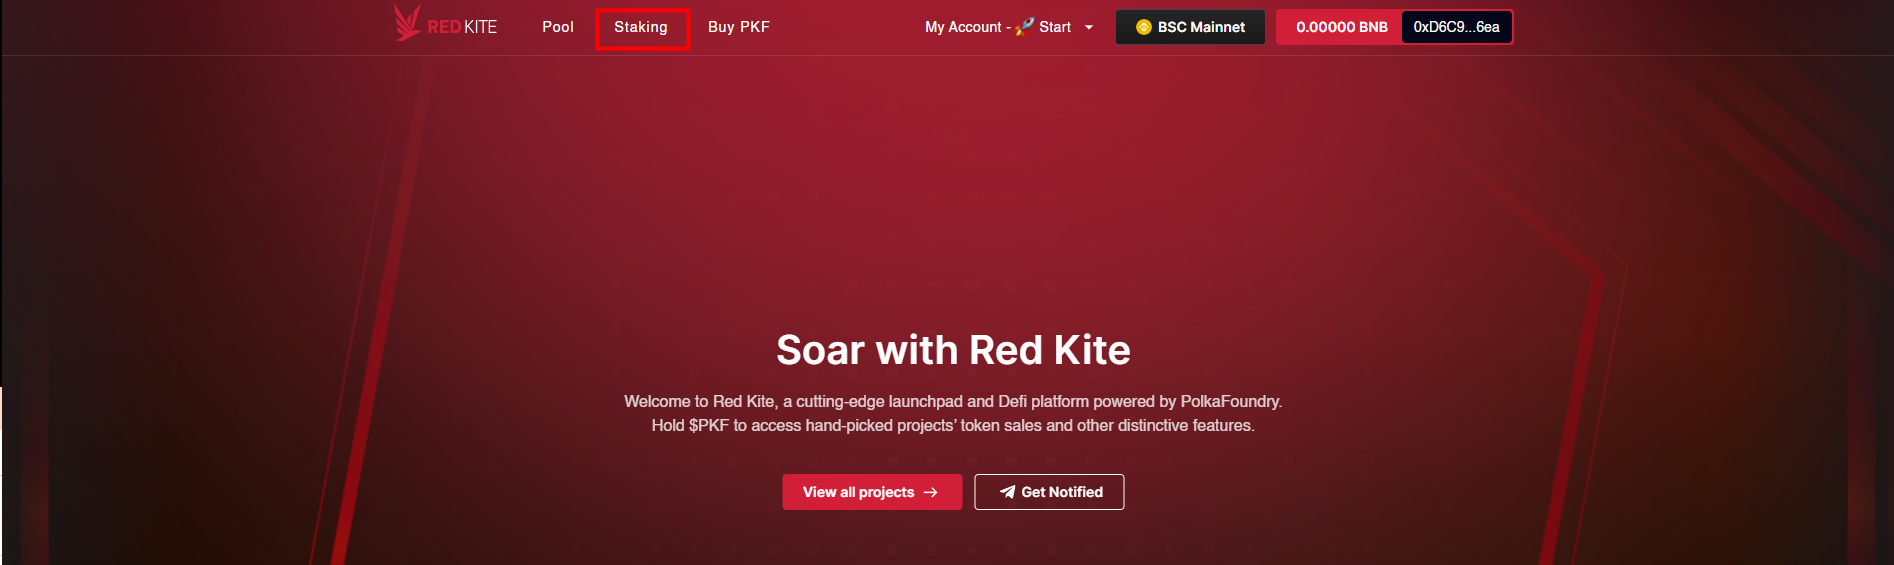 RED KITE
Pool
Staking
Buy PKF
My Account - 🚀 Start
BSC Mainnet
0.00000 BNB
0xD6C9...6ea
Soar with Red Kite
Welcome to Red Kite, a cutting-edge launchpad and Defi platform powered by PolkaFoundry.
Hold $PKF to access hand-picked projects’ token sales and other distinctive features.
View all projects →
Get Notified